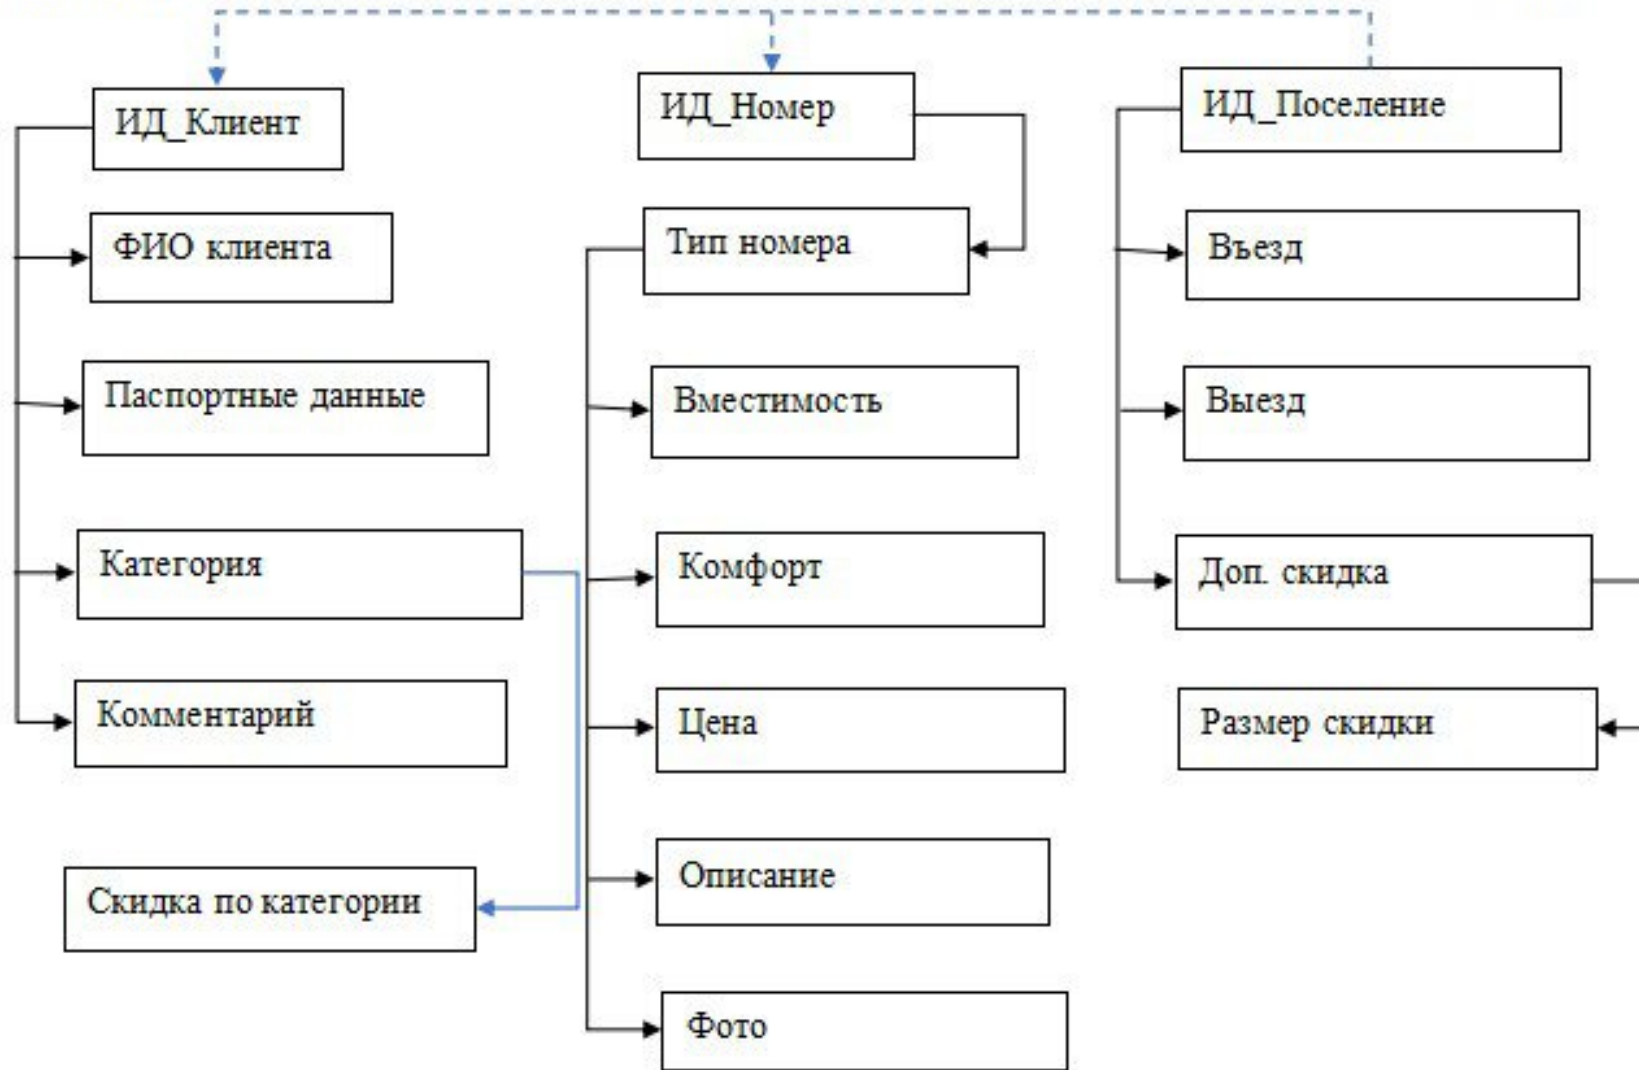 ИД_Клиент
ФИО клиента
Паспортные данные
Категория
Комментарий
Скидка по категории
ИД_Номер
Тип номера
Вместимость
Комфорт
Цена
Описание
Фото
ИД_Поселение
Въезд
Выезд
Доп. скидка
Размер скидки